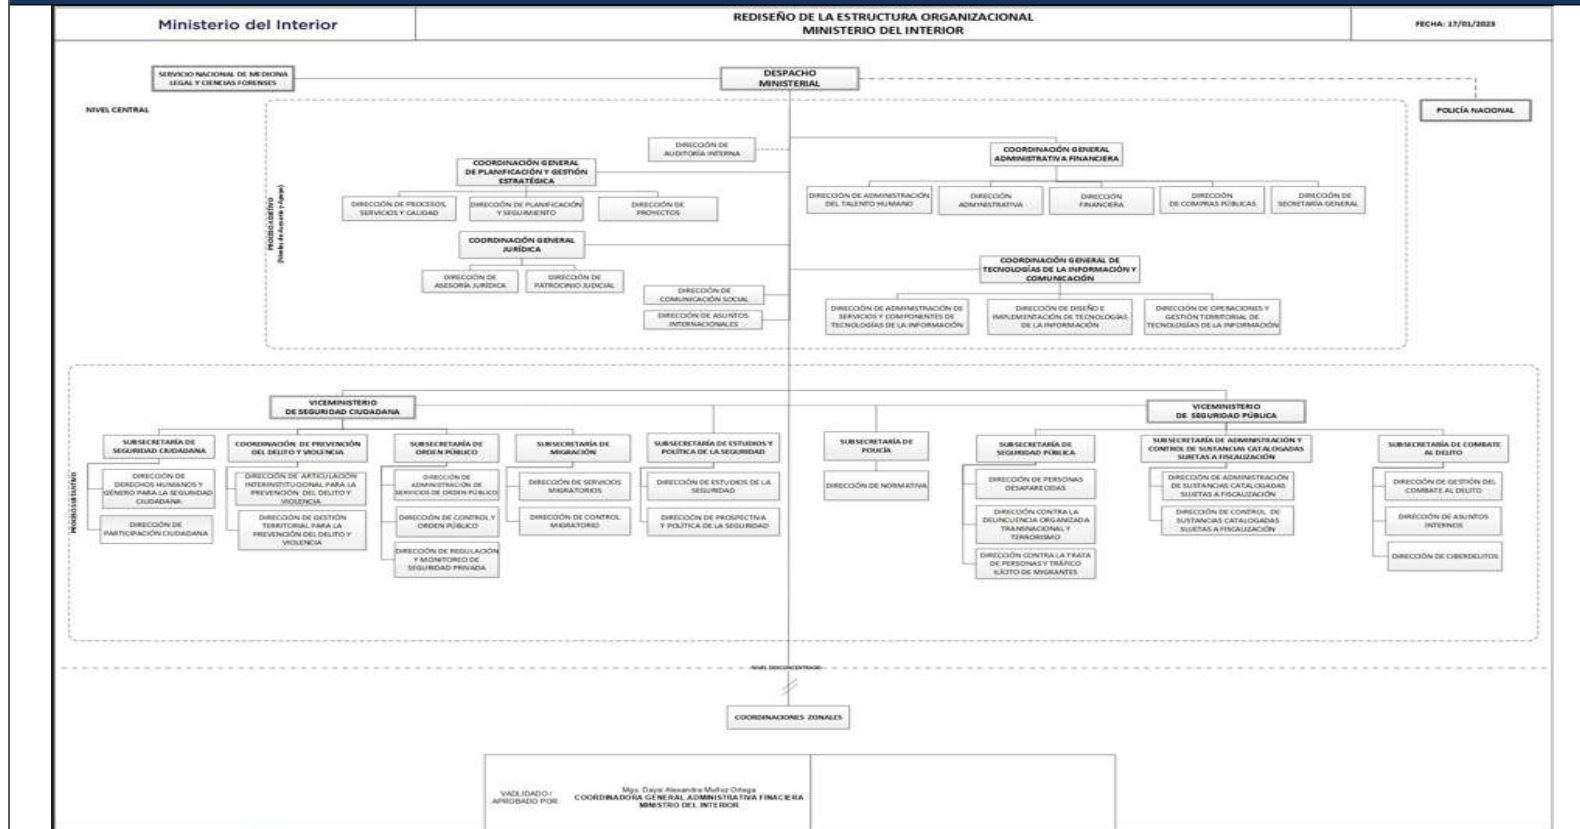 Ministerio del Interior
REDISEÑO DE LA ESTRUCTURA ORGANIZACIONAL
MINISTERIO DEL INTERIOR
FECHA: 17/01/2023
SERVICIO NACIONAL DE MEDICINA
LEGAL Y CIENCIAS FORENSES
DESPACHO
MINISTERIAL
NIVEL CENTRAL
POLICÍA NACIONAL
PROCESO ADJETIVO
(Niveles de Asesoría y Apoyo)
DIRECCIÓN DE
AUDITORÍA INTERNA
COORDINACIÓN GENERAL
DE PLANIFICACIÓN Y GESTIÓN
ESTRATÉGICA
DIRECCIÓN DE PROCESOS,
SERVICIOS Y CALIDAD
DIRECCIÓN DE PLANIFICACIÓN
Y SEGUIMIENTO
DIRECCIÓN DE
PROYECTOS
COORDINACIÓN GENERAL
JURÍDICA
DIRECCIÓN DE
ASESORÍA JURÍDICA
DIRECCIÓN DE
PATROCINIO JUDICIAL
DIRECCIÓN DE
COMUNICACIÓN SOCIAL
DIRECCIÓN DE ASUNTOS
INTERNACIONALES
COORDINACIÓN GENERAL
ADMINISTRATIVA FINANCIERA
DIRECCIÓN DE ADMINISTRACIÓN
DEL TALENTO HUMANO
DIRECCIÓN
ADMINISTRATIVA
DIRECCIÓN
FINANCIERA
DIRECCIÓN
DE COMPRAS PÚBLICAS
DIRECCIÓN DE
SECRETARÍA GENERAL
COORDINACIÓN GENERAL DE
TECNOLOGÍAS DE LA INFORMACIÓN Y
COMUNICACIÓN
DIRECCIÓN DE ADMINISTRACIÓN DE
SERVICIOS Y COMPONENTES DE
TECNOLOGÍAS DE LA INFORMACIÓN
DIRECCIÓN DE DISEÑO E
IMPLEMENTACIÓN DE TECNOLOGÍAS
DE LA INFORMACIÓN
DIRECCIÓN DE OPERACIONES Y
GESTIÓN TERRITORIAL DE
TECNOLOGÍAS DE LA INFORMACIÓN
PROCESO SUSTANTIVO
VICEMINISTERIO
DE SEGURIDAD CIUDADANA
VICEMINISTERIO
DE SEGURIDAD PÚBLICA
SUBSECRETARÍA DE
SEGURIDAD CIUDADANA
DIRECCIÓN DE
DERECHOS HUMANOS Y
GÉNERO PARA LA SEGURIDAD
CIUDADANA
DIRECCIÓN DE
PARTICIPACIÓN CIUDADANA
COORDINACIÓN DE PREVENCIÓN
DEL DELITO Y VIOLENCIA
DIRECCIÓN DE ARTICULACIÓN
INTERINSTITUCIONAL PARA LA
PREVENCIÓN DEL DELITO Y
VIOLENCIA
DIRECCIÓN DE GESTIÓN
TERRITORIAL PARA LA
PREVENCIÓN DEL DELITO Y
VIOLENCIA
SUBSECRETARÍA DE
ORDEN PÚBLICO
DIRECCIÓN DE
ADMINISTRACIÓN DE
SERVICIOS DE ORDEN PÚBLICO
DIRECCIÓN DE CONTROL Y
ORDEN PÚBLICO
DIRECCIÓN DE REGULACIÓN
Y MONITOREO DE
SEGURIDAD PRIVADA
SUBSECRETARÍA DE
MIGRACIÓN
DIRECCIÓN DE SERVICIOS
MIGRATORIOS
DIRECCIÓN DE CONTROL
MIGRATORIO
SUBSECRETARÍA DE ESTUDIOS Y
POLÍTICA DE LA SEGURIDAD
DIRECCIÓN DE ESTUDIOS DE LA
SEGURIDAD
DIRECCIÓN DE PROSPECTIVA
Y POLÍTICA DE LA SEGURIDAD
SUBSECRETARÍA DE
POLICÍA
DIRECCIÓN DE NORMATIVA
SUBSECRETARÍA DE
SEGURIDAD PÚBLICA
DIRECCIÓN DE PERSONAS
DESAPARECIDAS
DIRECCIÓN CONTRA LA
DELINCUENCIA ORGANIZADA
TRANSNACIONAL Y
TERRORISMO
DIRECCIÓN CONTRA LA TRATA
DE PERSONAS Y TRÁFICO
ILÍCITO DE MIGRANTES
SUBSECRETARÍA DE ADMINISTRACIÓN Y
CONTROL DE SUSTANCIAS CATALOGADAS
SUJETAS A FISCALIZACIÓN
DIRECCIÓN DE ADMINISTRACIÓN
DE SUSTANCIAS CATALOGADAS
SUJETAS A FISCALIZACIÓN
DIRECCIÓN DE CONTROL DE
SUSTANCIAS CATALOGADAS
SUJETAS A FISCALIZACIÓN
SUBSECRETARÍA DE COMBATE
AL DELITO
DIRECCIÓN DE GESTIÓN DEL
COMBATE AL DELITO
DIRECCIÓN DE ASUNTOS
INTERNOS
DIRECCIÓN DE CIBERDELITOS
NIVEL DESCONCENTRADO
COORDINACIONES ZONALES
VADLIDADO /
APROBADO POR:
Mgs. Dayai Alexandra Muñoz Ortega
COORDINADORA GENERAL ADMINISTRATIVA FINACIERA
MINISTRO DEL INTERIOR